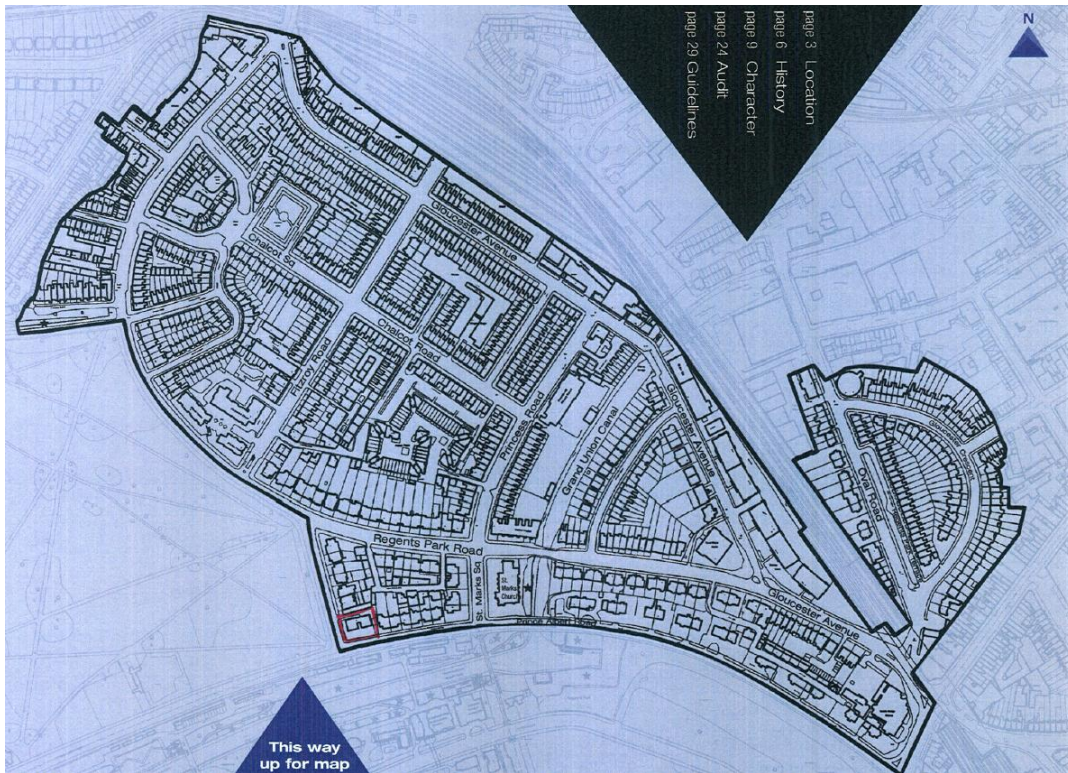 page 3 Location
page 6 History
page 9 Character
page 24 Audit
page 29 Guidelines
N
Gloucester Avenue
Chalcot Sq
Chalcot Road
Fitzroy Road
Princess Road
Grand Union Canal
Gloucester Avenue
Oval Road
Regents Park Road
St. Marks Sq
St.
Marks
Church
Prince Albert Road
Gloucester Avenue
This way
up for map